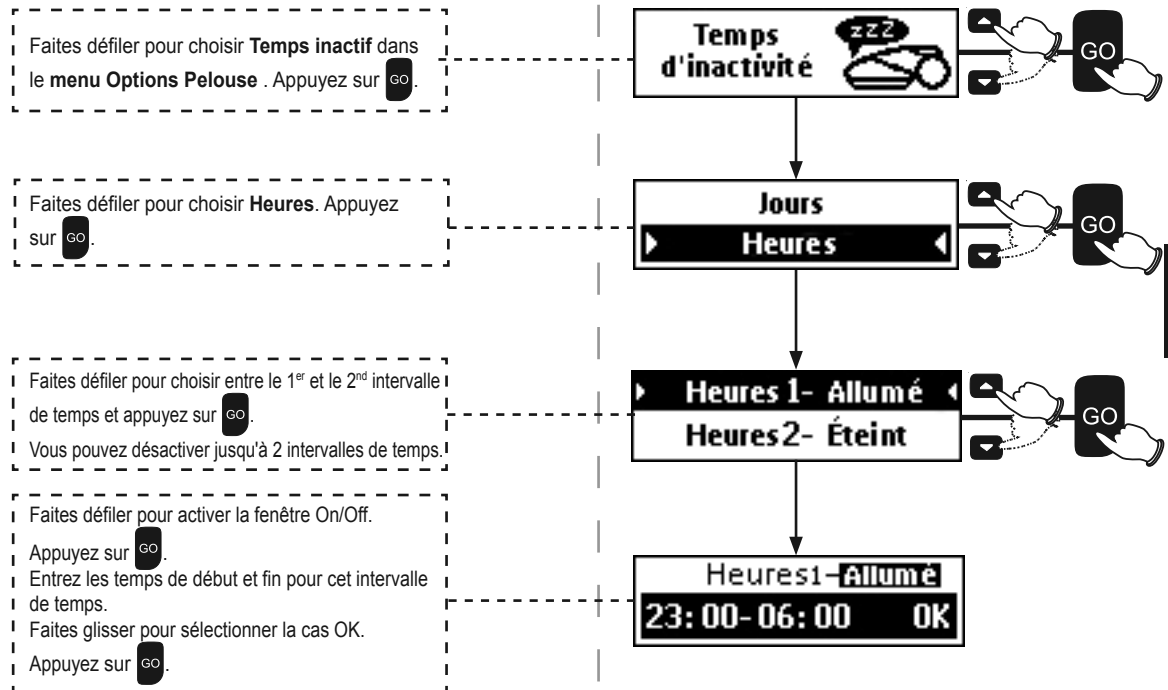 Faites défiler pour choisir Temps inactif dans
le menu Options Pelouse . Appuyez sur GO.
Temps
d'inactivité
zzz
GO
Faites défiler pour choisir Heures. Appuyez
sur GO.
Jours
Heures
GO
Faites défiler pour choisir entre le 1er et le 2nd intervalle
de temps et appuyez sur GO.
Vous pouvez désactiver jusqu'à 2 intervalles de temps.
Heures 1- Allumé
Heures2- Éteint
GO
Faites défiler pour activer la fenêtre On/Off.
Appuyez sur GO.
Entrez les temps de début et fin pour cet intervalle
de temps.
Faites glisser pour sélectionner la cas OK.
Appuyez sur GO.
Heures1-Allumé
23:00-06:00 OK